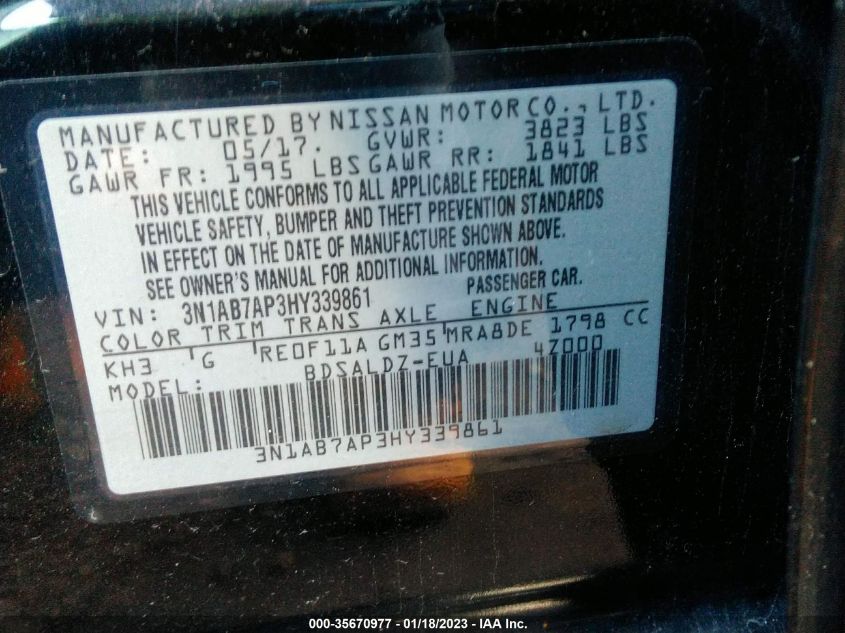 MANUFACTURED BY NISSAN MOTOR CO., LTD.
DATE: 05/17. GVWR: 3823 LBS
GAWR FR: 1995 LBS GAWR RR: 1841 LBS
THIS VEHICLE CONFORMS TO ALL APPLICABLE FEDERAL MOTOR
VEHICLE SAFETY, BUMPER AND THEFT PREVENTION STANDARDS
IN EFFECT ON THE DATE OF MANUFACTURE SHOWN ABOVE.
SEE OWNER'S MANUAL FOR ADDITIONAL INFORMATION.
VIN: 3N1AB7AP3HY339861 PASSENGER CAR.
COLOR TRIM TRANS AXLE ENGINE
KH3 G RE0F11A GM35 MRA8DE 1798 CC
MODEL: BDSALDZ-EUA 4Z000
3N1AB7AP3HY339861
000-35670977 - 01/18/2023 - IAA Inc.